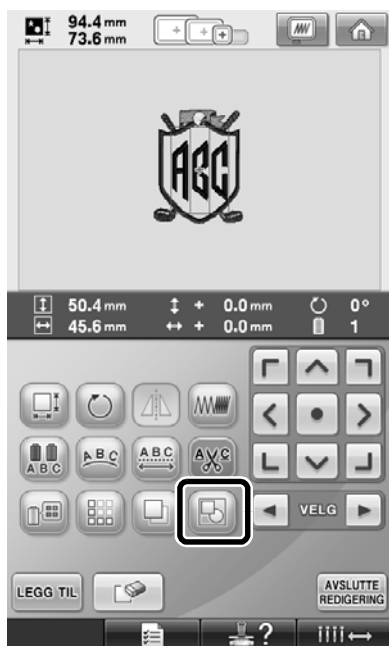 94.4 mm
73.6 mm
ABC
50.4 mm + 0.0 mm 0°
45.6 mm + 0.0 mm 1
ABC ABC ABC A C
VELG
LEGG TIL
AVSLUTTE
REDIGERING
?